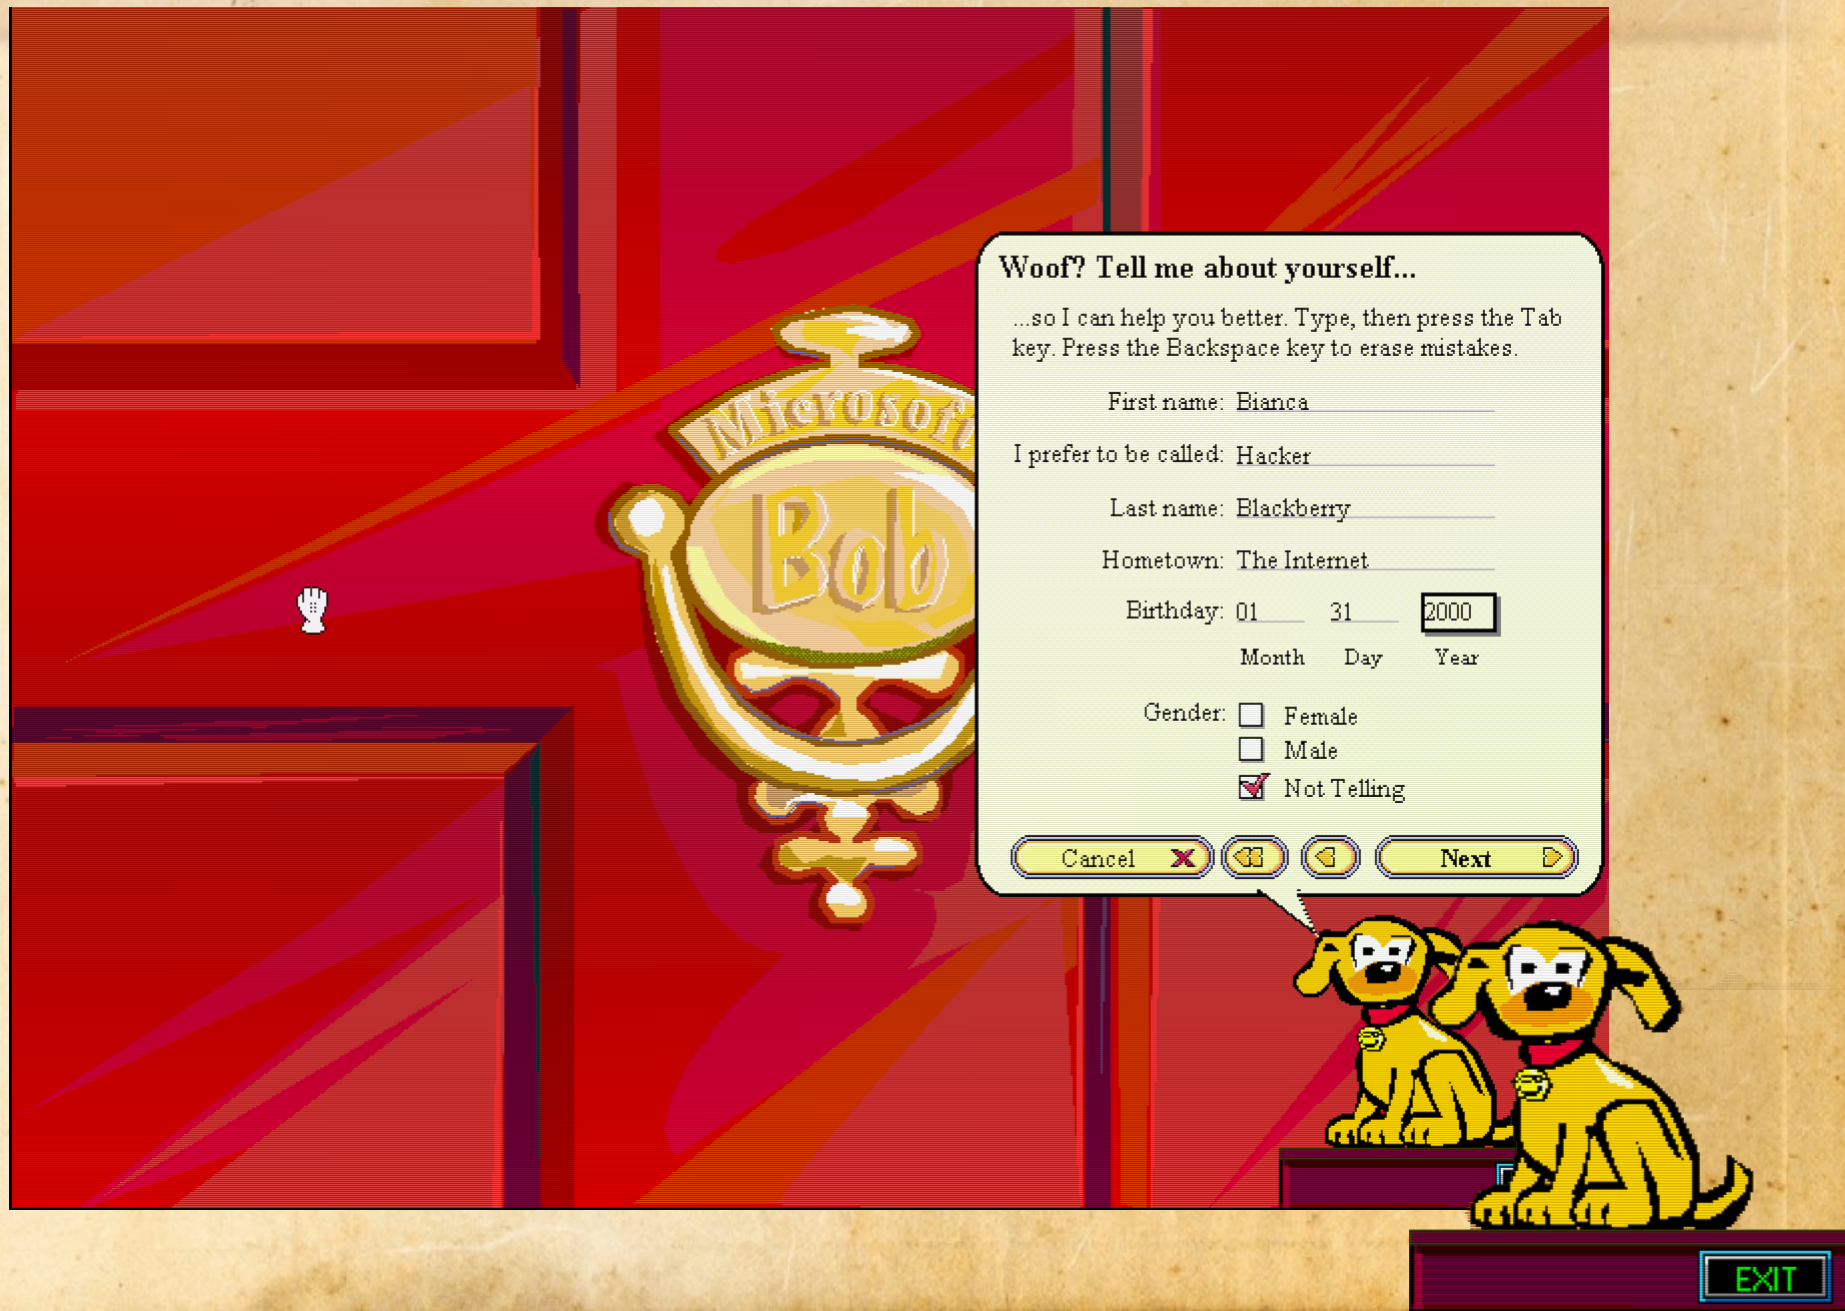 Microsoft
Bob
Woof? Tell me about yourself...
...so I can help you better. Type, then press the Tab
key. Press the Backspace key to erase mistakes.
First name: Bianca
I prefer to be called: Hacker
Last name: Blackberry
Hometown: The Internet
Birthday: 01 31 2000
Month Day Year
Gender: Female
Male
Not Telling
Cancel Next
EXIT